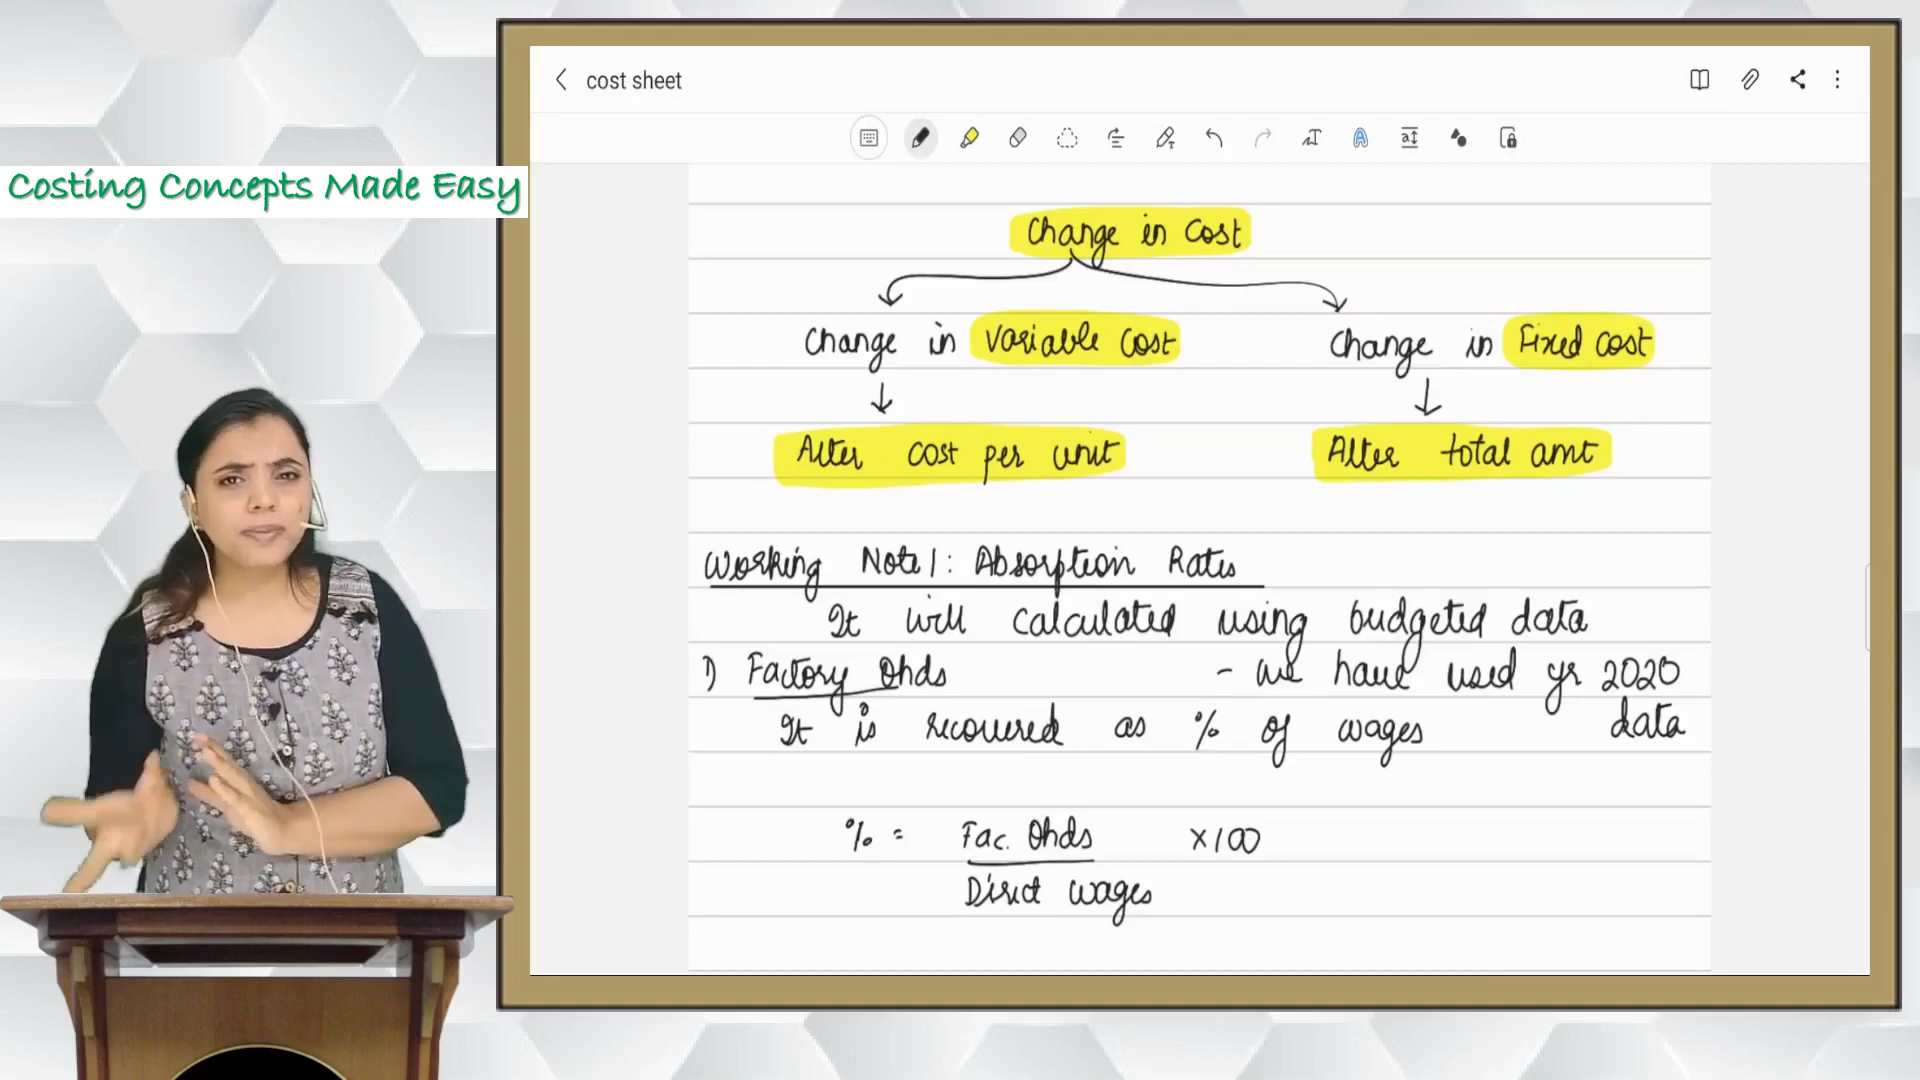 cost sheet
Costing Concepts Made Easy
Change in Cost
Change in Variable Cost
Change in Fixed Cost
Alter cost per unit
Alter total amt
Working Note 1: Absorption Rates
It will calculated using budgeted data
1) Factory Ohds - we have used yr 2020
It is recovered as % of wages data
% = Fac. Ohds ×100
Direct wages